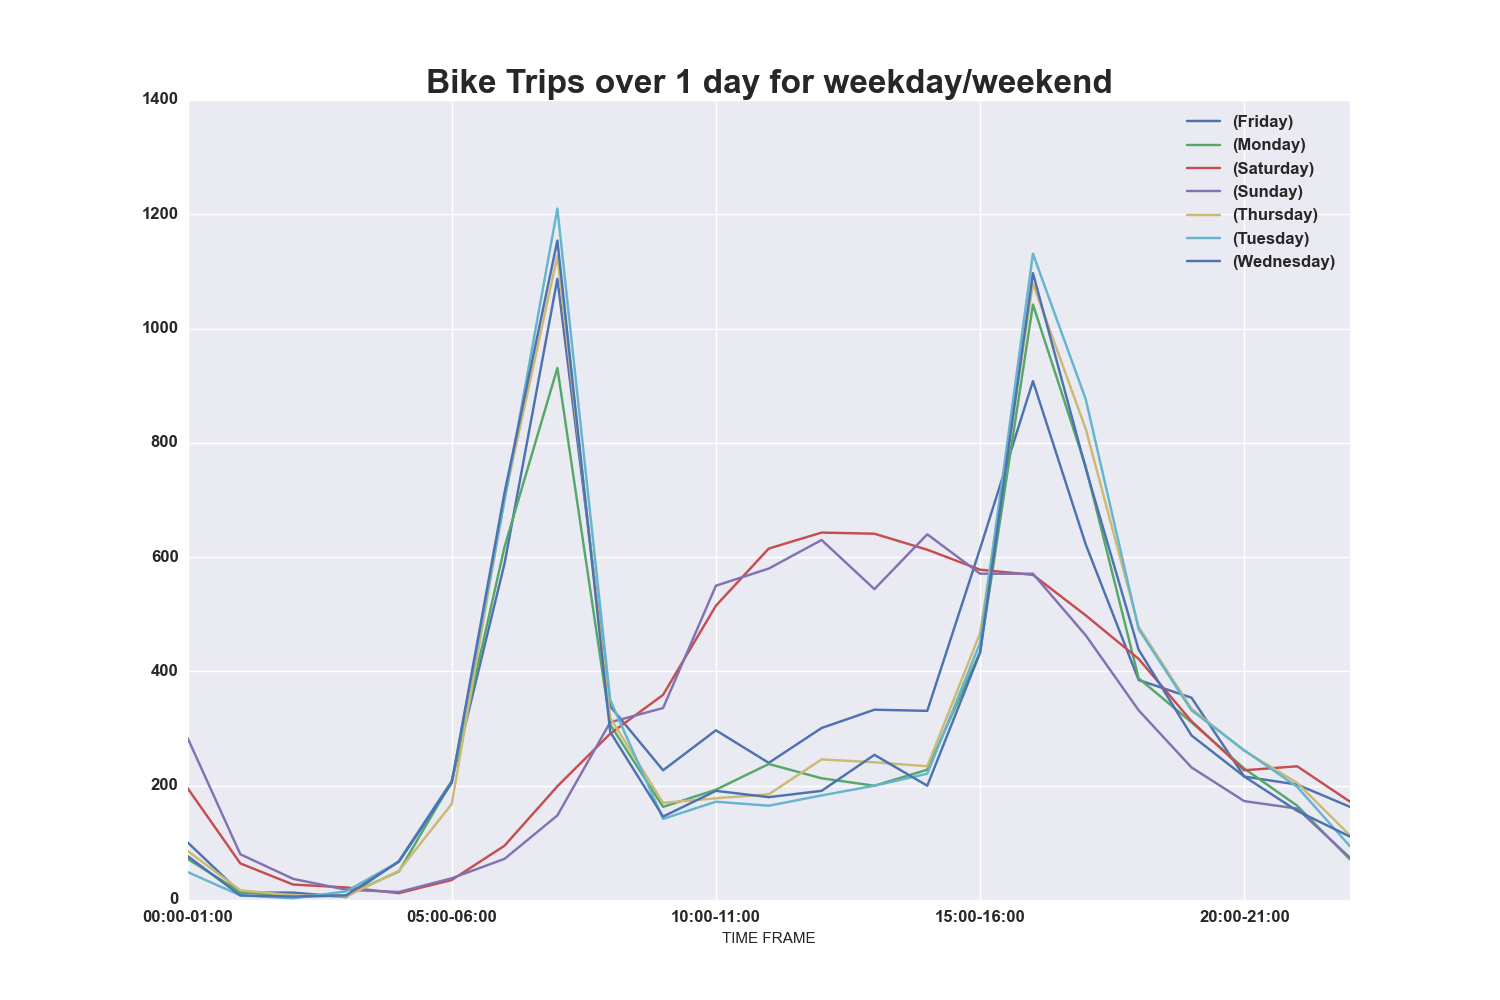 Bike Trips over 1 day for weekday/weekend
1400
1200
1000
800
600
400
200
0
(Friday)
(Monday)
(Saturday)
(Sunday)
(Thursday)
(Tuesday)
(Wednesday)
00:00-01:00 05:00-06:00 10:00-11:00 15:00-16:00 20:00-21:00
TIME FRAME